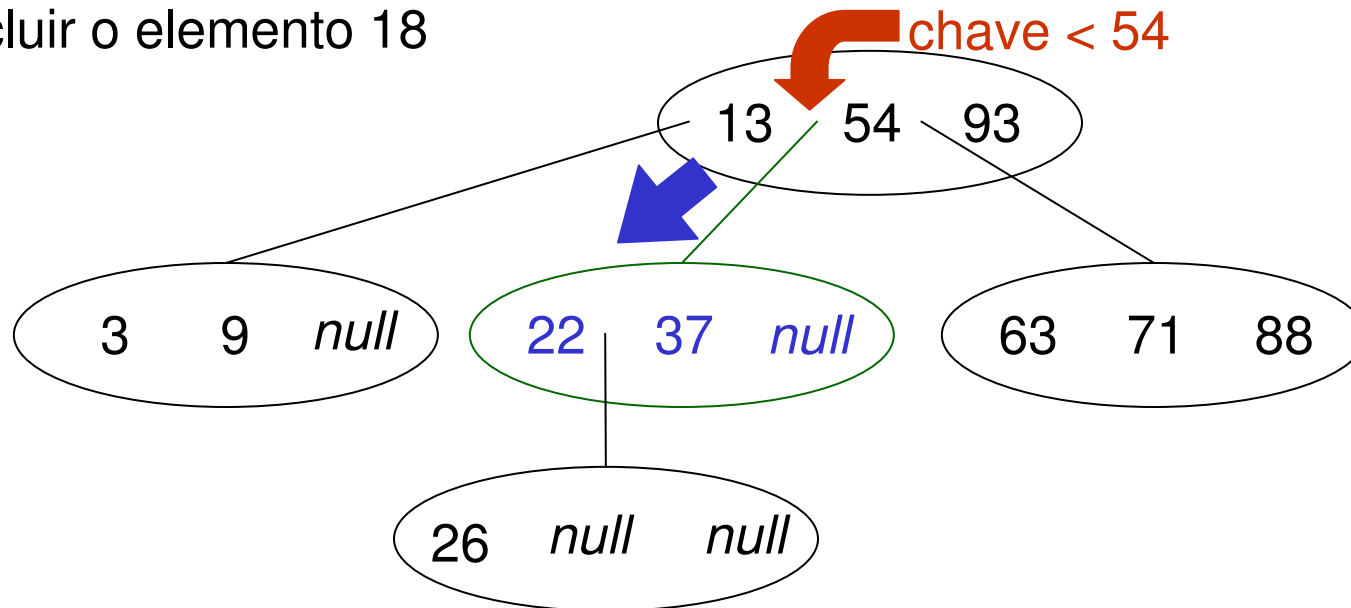 cluir o elemento 18
chave < 54
13 54 93
3 9 null
22 37 null
63 71 88
26 null null